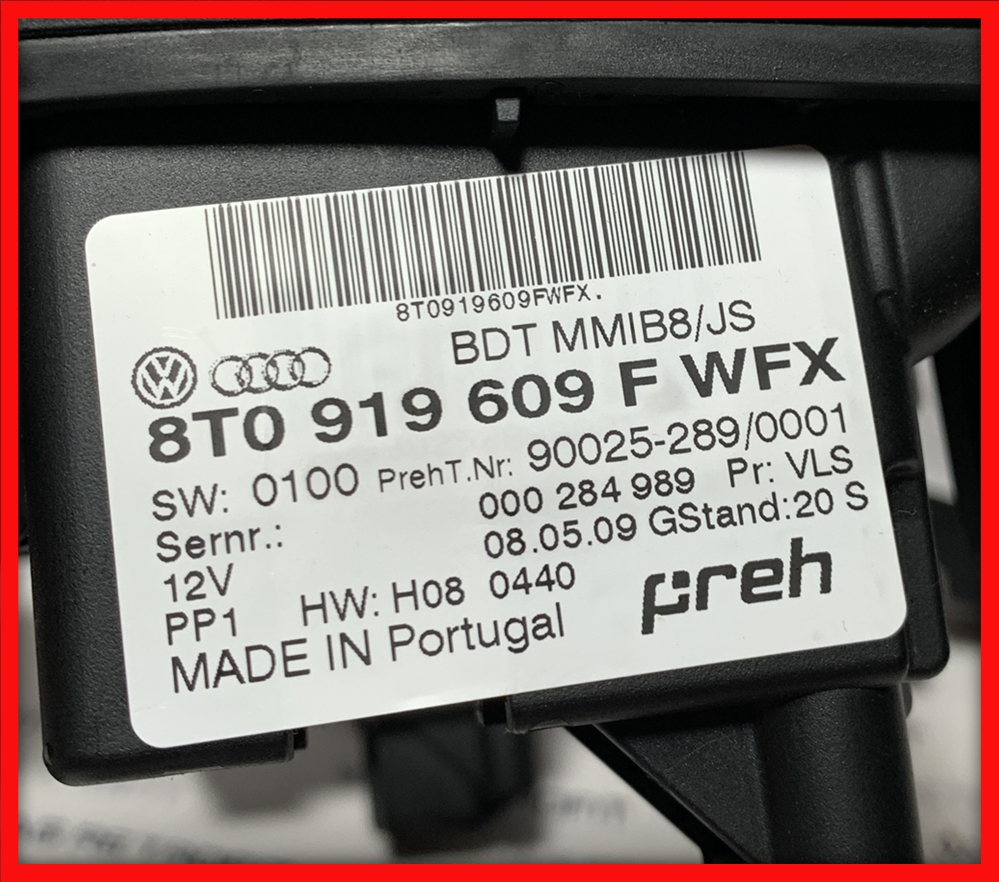 8T0919609FWFX.
BDT MMIB8/JS
8T0 919 609 F WFX
SW: 0100 PrehT.Nr: 90025-289/0001
Sernr.: 000 284 989 Pr: VLS
12V 08.05.09 GStand:20 S
PP1 HW: H08 0440
MADE IN Portugal
preh